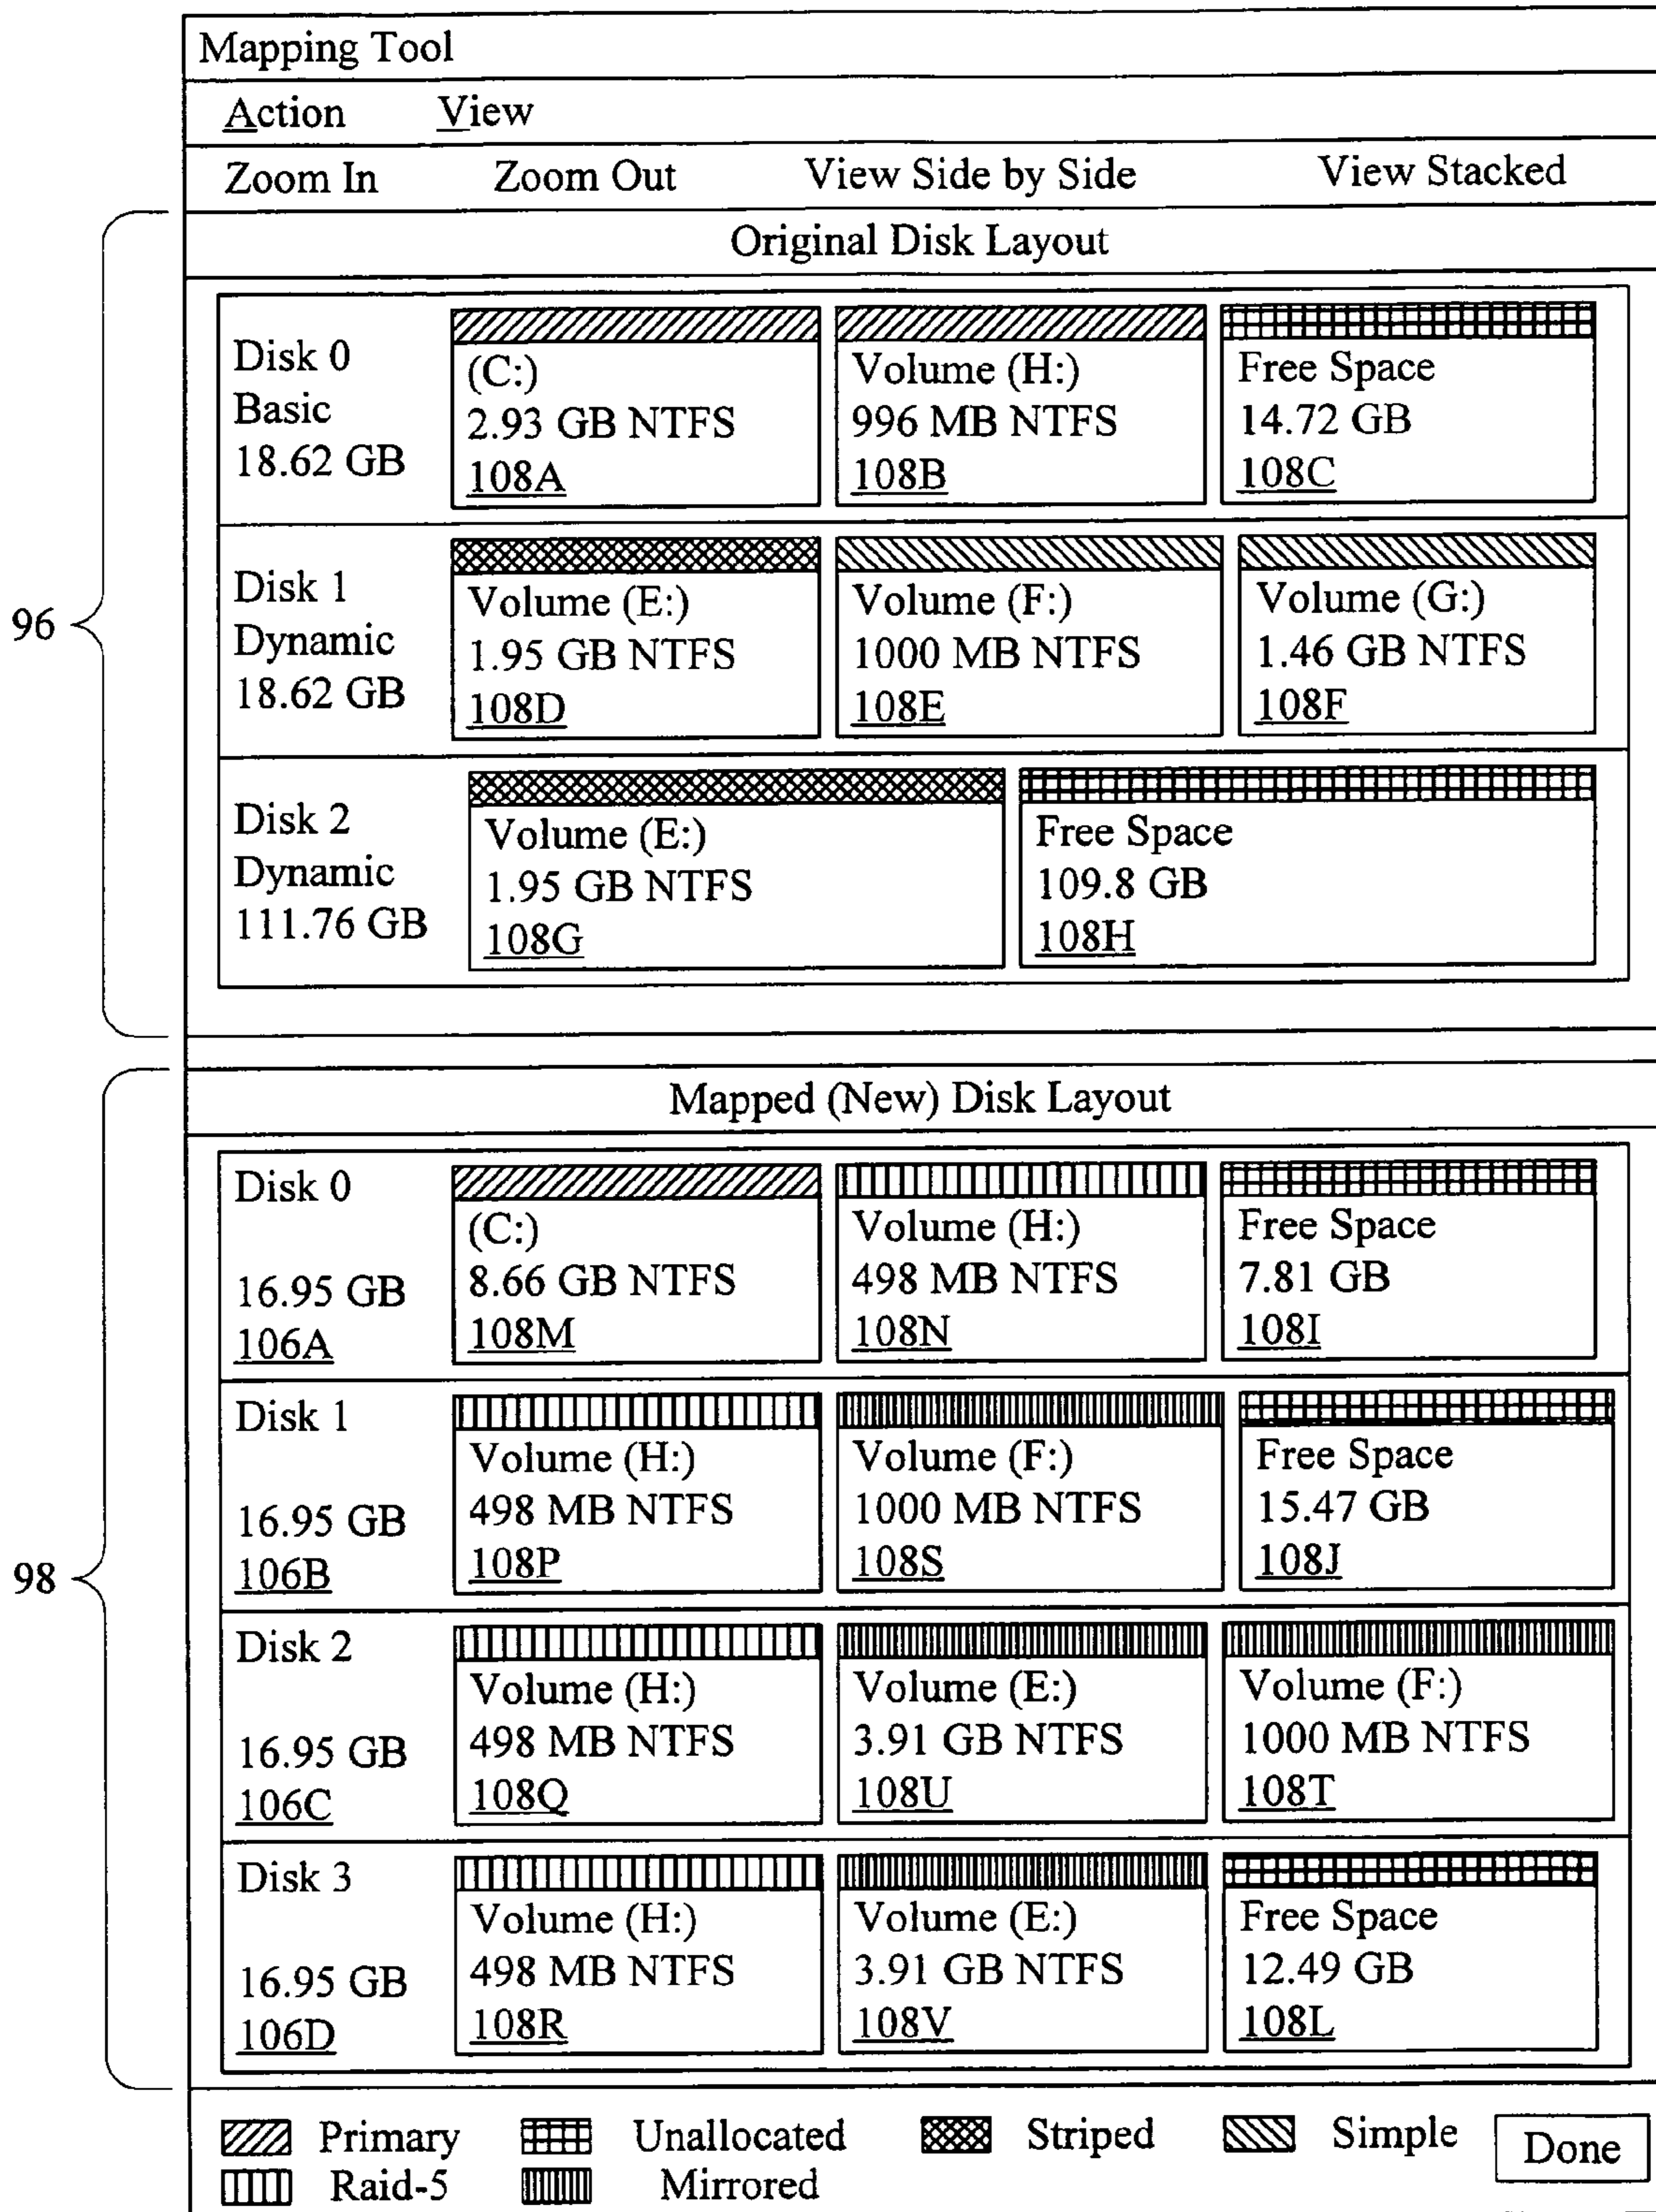 Mapping Tool
Action View
Zoom In Zoom Out View Side by Side View Stacked
Original Disk Layout
96
Disk 0
Basic
18.62 GB
(C:)
2.93 GB NTFS
108A
Volume (H:)
996 MB NTFS
108B
Free Space
14.72 GB
108C
Disk 1
Dynamic
18.62 GB
Volume (E:)
1.95 GB NTFS
108D
Volume (F:)
1000 MB NTFS
108E
Volume (G:)
1.46 GB NTFS
108F
Disk 2
Dynamic
111.76 GB
Volume (E:)
1.95 GB NTFS
108G
Free Space
109.8 GB
108H
Mapped (New) Disk Layout
98
Disk 0
16.95 GB
106A
(C:)
8.66 GB NTFS
108M
Volume (H:)
498 MB NTFS
108N
Free Space
7.81 GB
108I
Disk 1
16.95 GB
106B
Volume (H:)
498 MB NTFS
108P
Volume (F:)
1000 MB NTFS
108S
Free Space
15.47 GB
108J
Disk 2
16.95 GB
106C
Volume (H:)
498 MB NTFS
108Q
Volume (E:)
3.91 GB NTFS
108U
Volume (F:)
1000 MB NTFS
108T
Disk 3
16.95 GB
106D
Volume (H:)
498 MB NTFS
108R
Volume (E:)
3.91 GB NTFS
108V
Free Space
12.49 GB
108L
Primary Unallocated Striped Simple Done
Raid-5 Mirrored